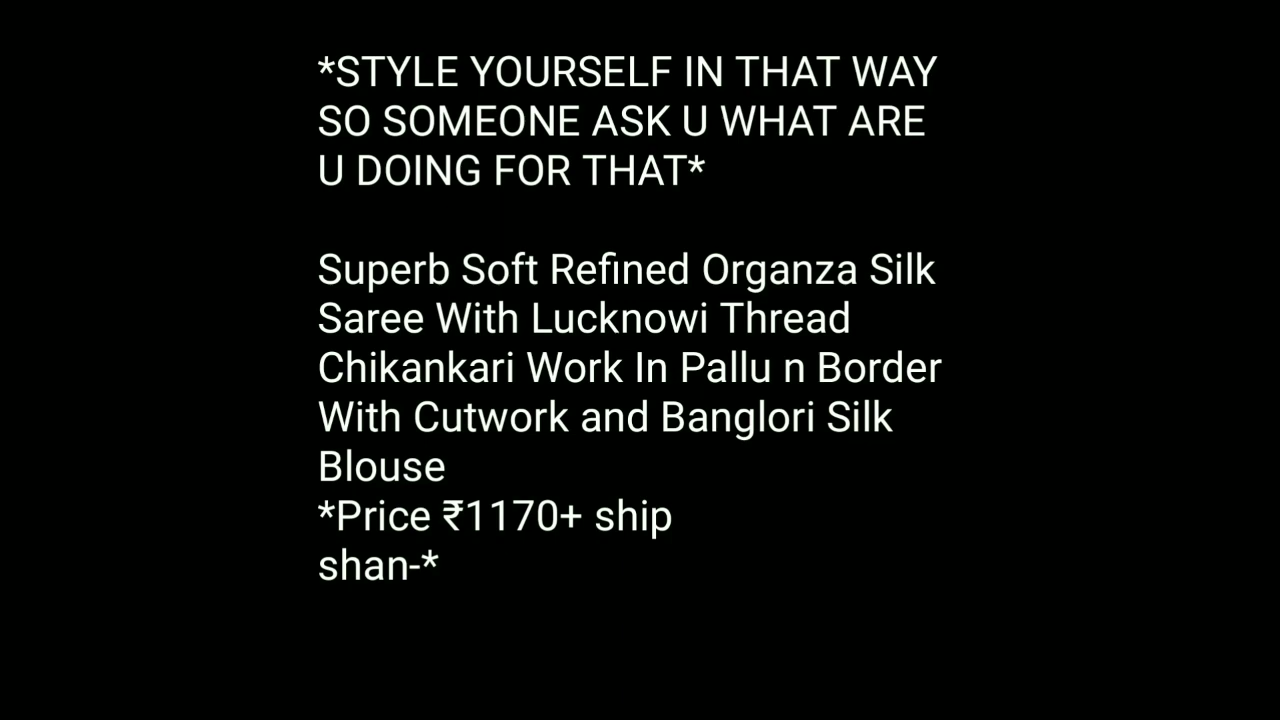 *STYLE YOURSELF IN THAT WAY
SO SOMEONE ASK U WHAT ARE
U DOING FOR THAT*
Superb Soft Refined Organza Silk
Saree With Lucknowi Thread
Chikankari Work In Pallu n Border
With Cutwork and Banglori Silk
Blouse
*Price ₹1170+ ship
shan-*